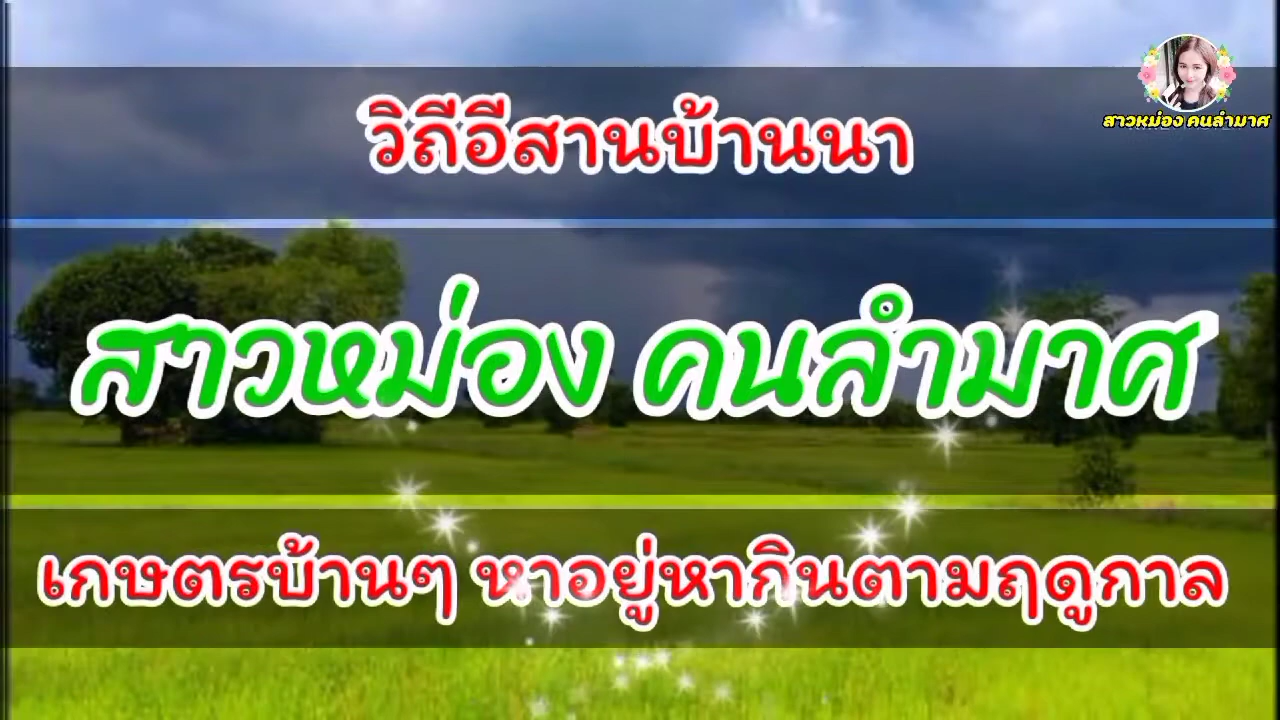 วิถีอีสานบ้านนา
สาวหม่อง คนลำมาศ
สาวหม่อง คนลำมาศ
เกษตรบ้านๆ หาอยู่หากินตามฤดูกาล